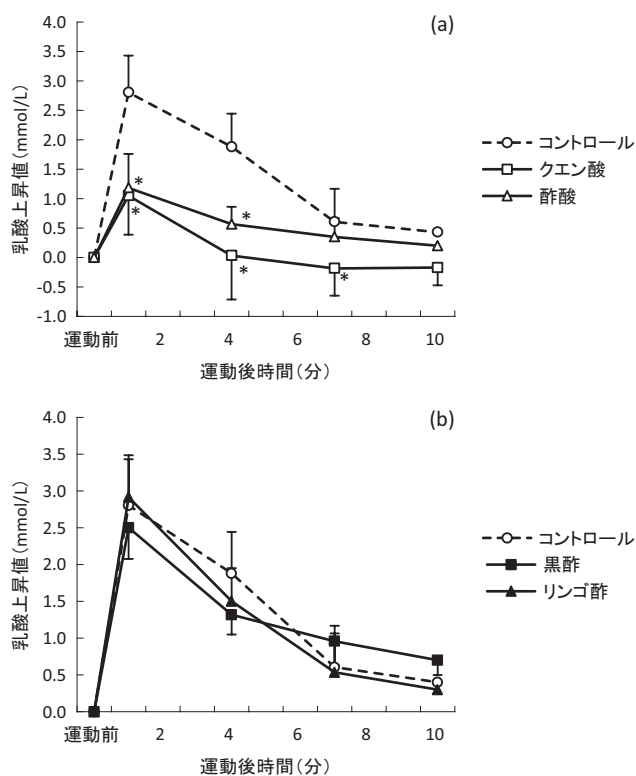 (a)
乳酸上昇値(mmol/L)
4.0
3.5
3.0
2.5
2.0
1.5
1.0
0.5
0.0
-0.5
-1.0
*
*
*
*
*
運動前 2 4 6 8 10
運動後時間(分)
コントロール
クエン酸
酢酸
(b)
乳酸上昇値(mmol/L)
4.0
3.5
3.0
2.5
2.0
1.5
1.0
0.5
0.0
運動前 2 4 6 8 10
運動後時間(分)
コントロール
黒酢
リンゴ酢